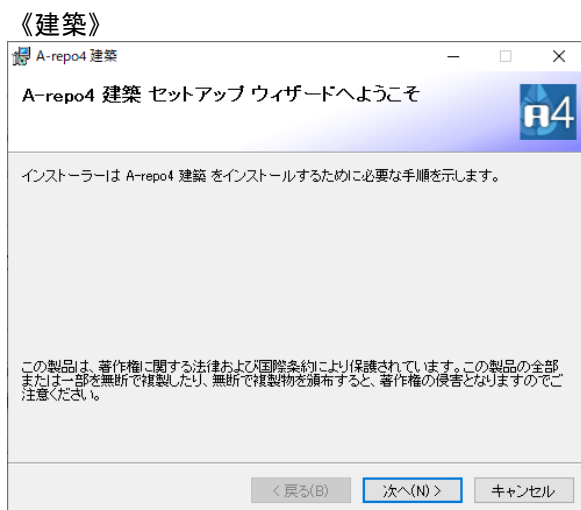 《建築》
A-repo4 建築
A-repo4 建築 セットアップ ウィザードへようこそ
A4
インストーラーは A-repo4 建築 をインストールするために必要な手順を示します。
この製品は、著作権に関する法律および国際条約により保護されています。この製品の全部
または一部を無断で複製したり、無断で複製物を頒布すると、著作権の侵害となりますのでご
注意ください。
< 戻る(B)
次へ(N) >
キャンセル